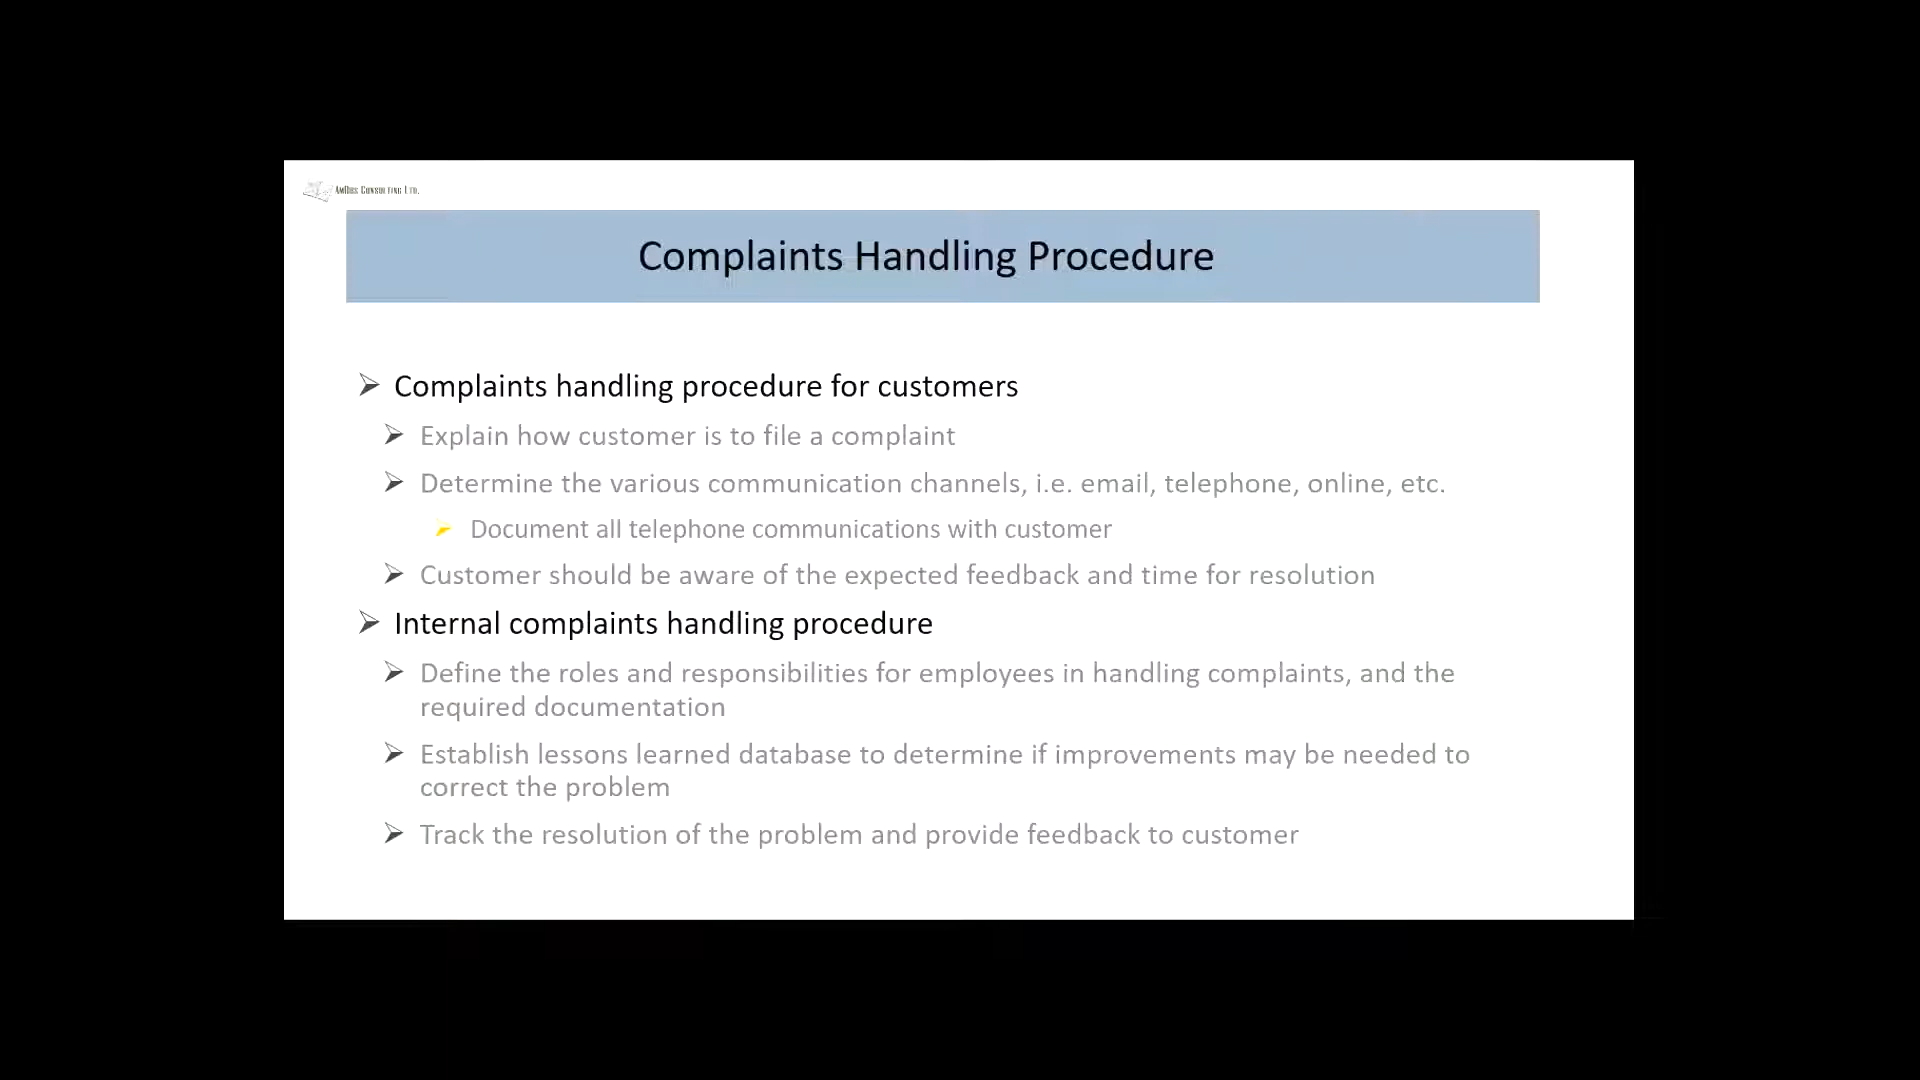 Consulting Ltd.
Complaints Handling Procedure
Complaints handling procedure for customers
Explain how customer is to file a complaint
Determine the various communication channels, i.e. email, telephone, online, etc.
Document all telephone communications with customer
Customer should be aware of the expected feedback and time for resolution
Internal complaints handling procedure
Define the roles and responsibilities for employees in handling complaints, and the
required documentation
Establish lessons learned database to determine if improvements may be needed to
correct the problem
Track the resolution of the problem and provide feedback to customer